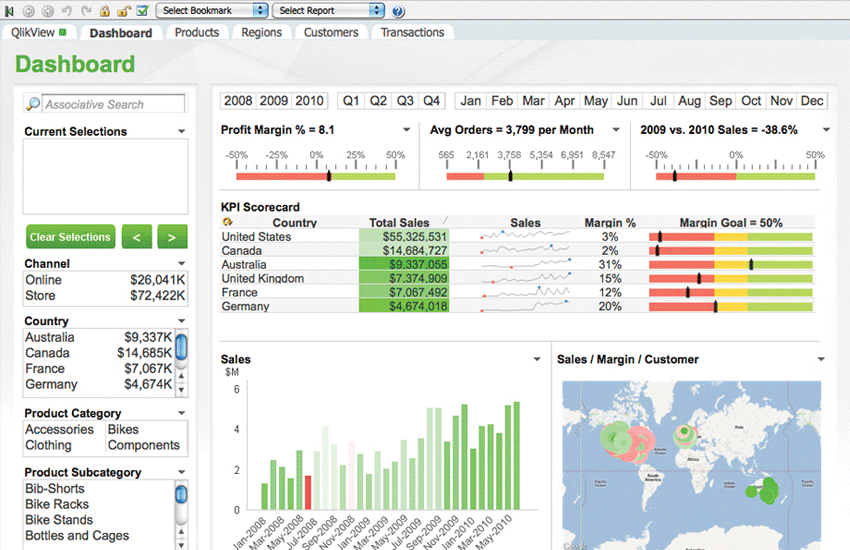 Select Bookmark Select Report
QlikView Dashboard Products Regions Customers Transactions
Dashboard
Associative Search
Current Selections
Clear Selections < >
Channel
Online $26,041K
Store $72,422K
Country
Australia $9,337K
Canada $14,685K
France $7,067K
Germany $4,674K
Product Category
Accessories Bikes
Clothing Components
Product Subcategory
Bib-Shorts
Bike Racks
Bike Stands
Bottles and Cages
2008 2009 2010 Q1 Q2 Q3 Q4 Jan Feb Mar Apr May Jun Jul Aug Sep Oct Nov Dec
Profit Margin % = 8.1
-50% -25% 0% 25% 50%
Avg Orders = 3,799 per Month
565 2,161 3,758 5,354 6,951 8,547
2009 vs. 2010 Sales = -38.6%
-50% 0% 50%
KPI Scorecard
Country Total Sales Sales Margin % Margin Goal = 50%
United States $55,325,531 3%
Canada $14,684,727 2%
Australia $9,337,055 31%
United Kingdom $7,374,909 15%
France $7,067,492 12%
Germany $4,674,018 20%
Sales
$M
6
4
2
0
Jan-2008 Mar-2008 May-2008 Jul-2008 Sep-2008 Nov-2008 Jan-2009 Mar-2009 May-2009 Jul-2009 Sep-2009 Nov-2009 Jan-2010 Mar-2010 May-2010
Sales / Margin / Customer
Asia
Africa
Pacific Ocean
South America
Pacific Ocean